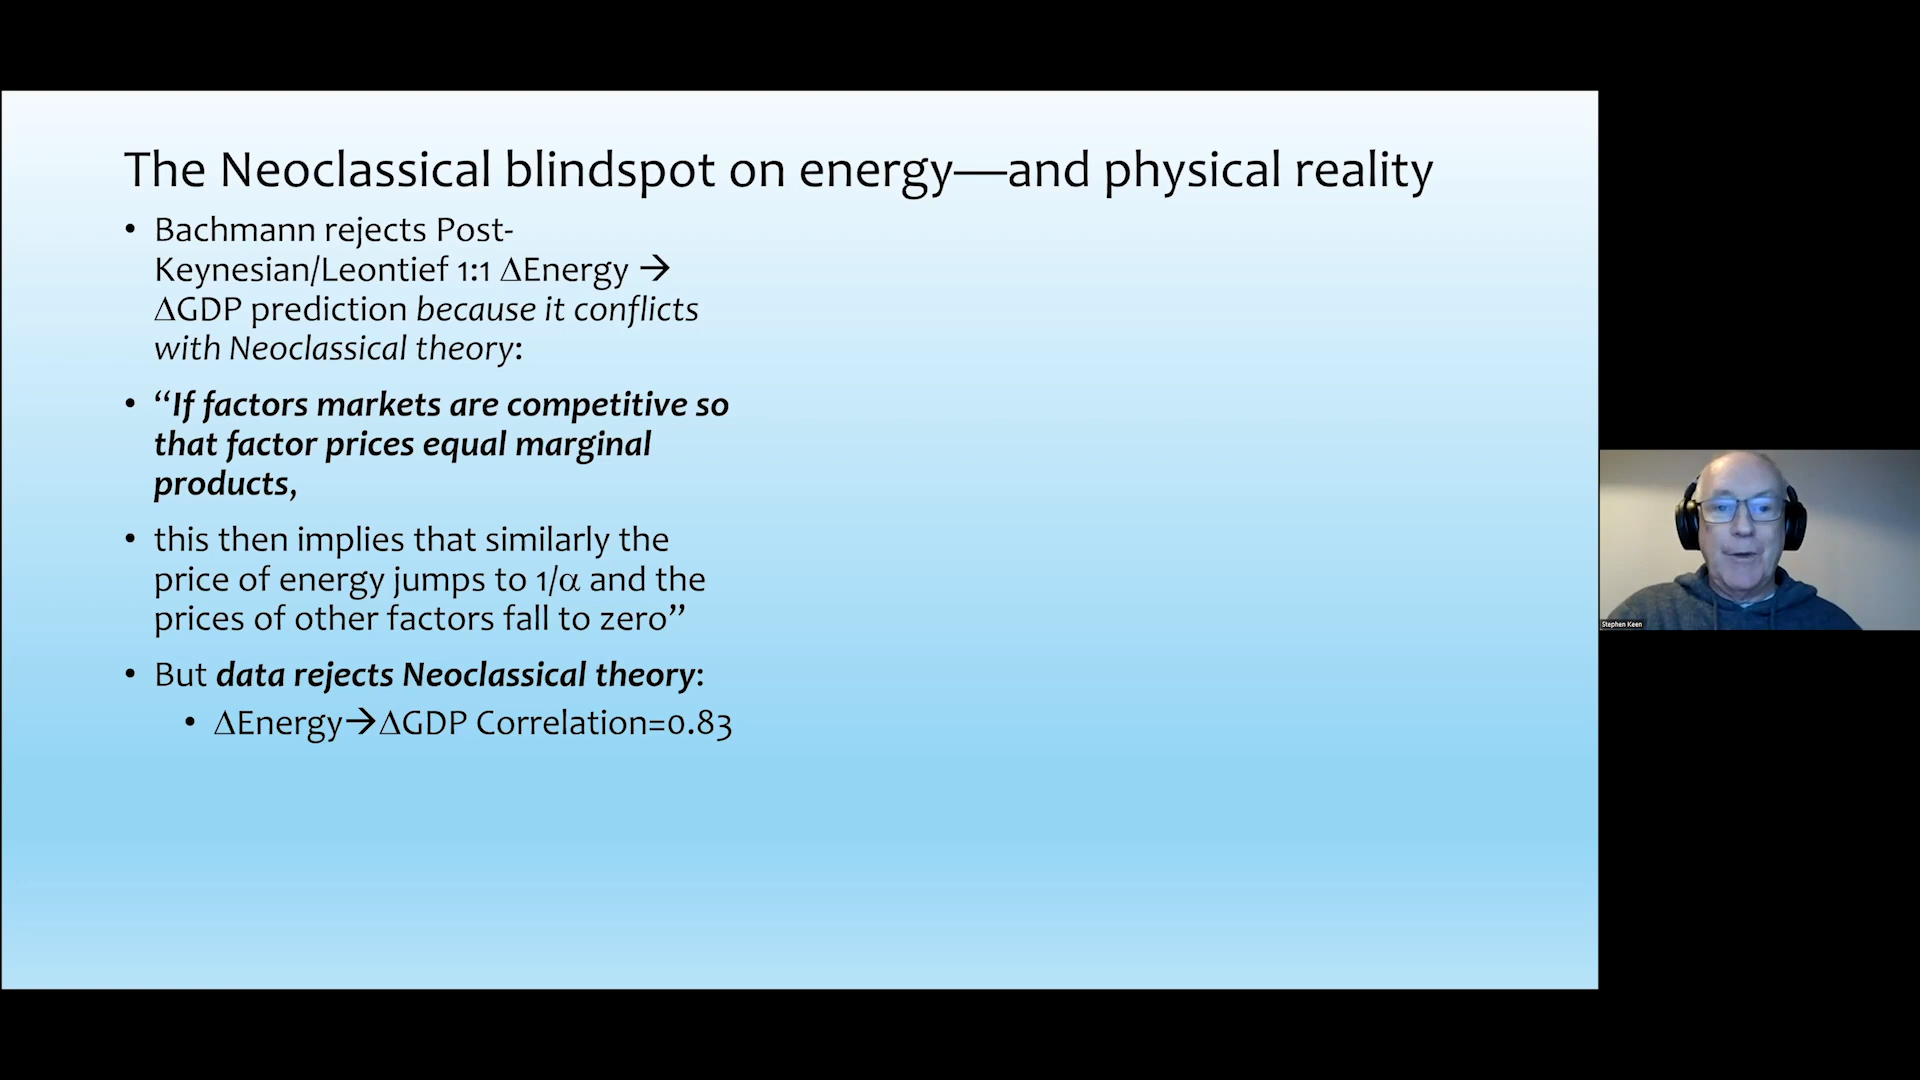 The Neoclassical blindspot on energy—and physical reality
• Bachmann rejects Post-
Keynesian/Leontief 1:1 ΔEnergy →
ΔGDP prediction because it conflicts
with Neoclassical theory:
• “If factors markets are competitive so
that factor prices equal marginal
products,
• this then implies that similarly the
price of energy jumps to 1/α and the
prices of other factors fall to zero”
• But data rejects Neoclassical theory:
• ΔEnergy→ΔGDP Correlation=0.83
Stephen Keen